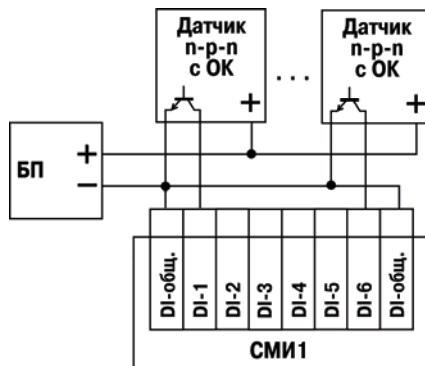 Датчик
n-p-n
с ОК
+
...
Датчик
n-p-n
с ОК
+
БП
+
−
DI-общ.
DI-1
DI-2
DI-3
DI-4
DI-5
DI-6
DI-общ.
СМИ1